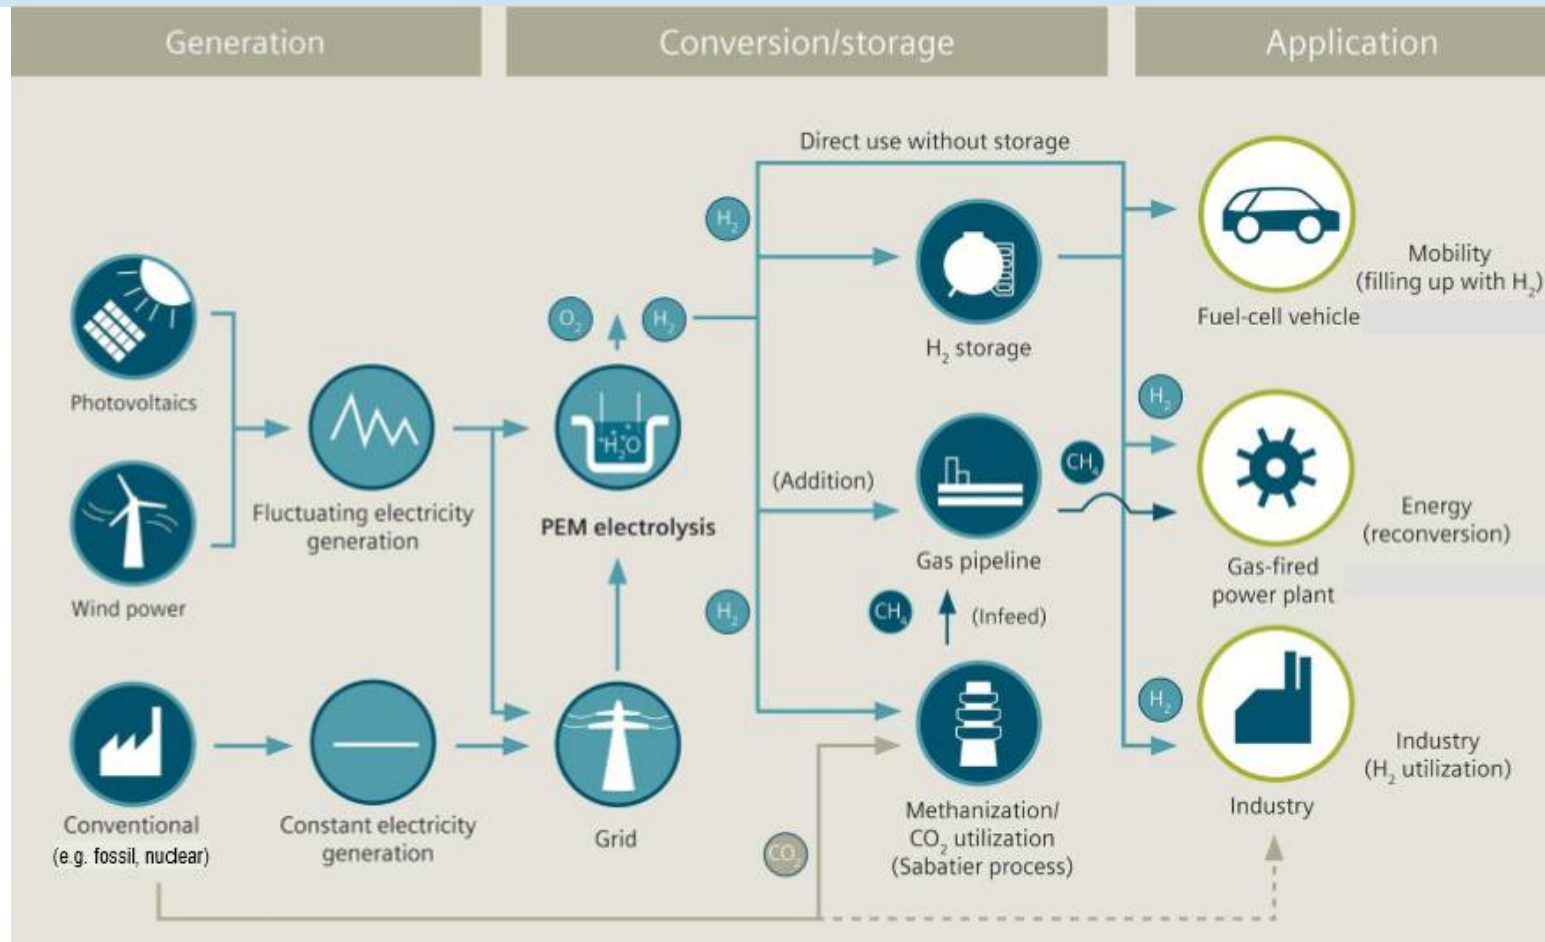 Generation
Conversion/storage
Application
Direct use without storage
H₂
O₂
H₂
H₂O
PEM electrolysis
Photovoltaics
Wind power
Fluctuating electricity
generation
Conventional
(e.g. fossil, nuclear)
Constant electricity
generation
Grid
H₂ storage
(Addition)
Gas pipeline
CH₄
H₂
CH₄
(Infeed)
Methanization/
CO₂ utilization
(Sabatier process)
CO₂
Fuel-cell vehicle
Mobility
(filling up with H₂)
H₂
Gas-fired
power plant
Energy
(reconversion)
H₂
Industry
Industry
(H₂ utilization)